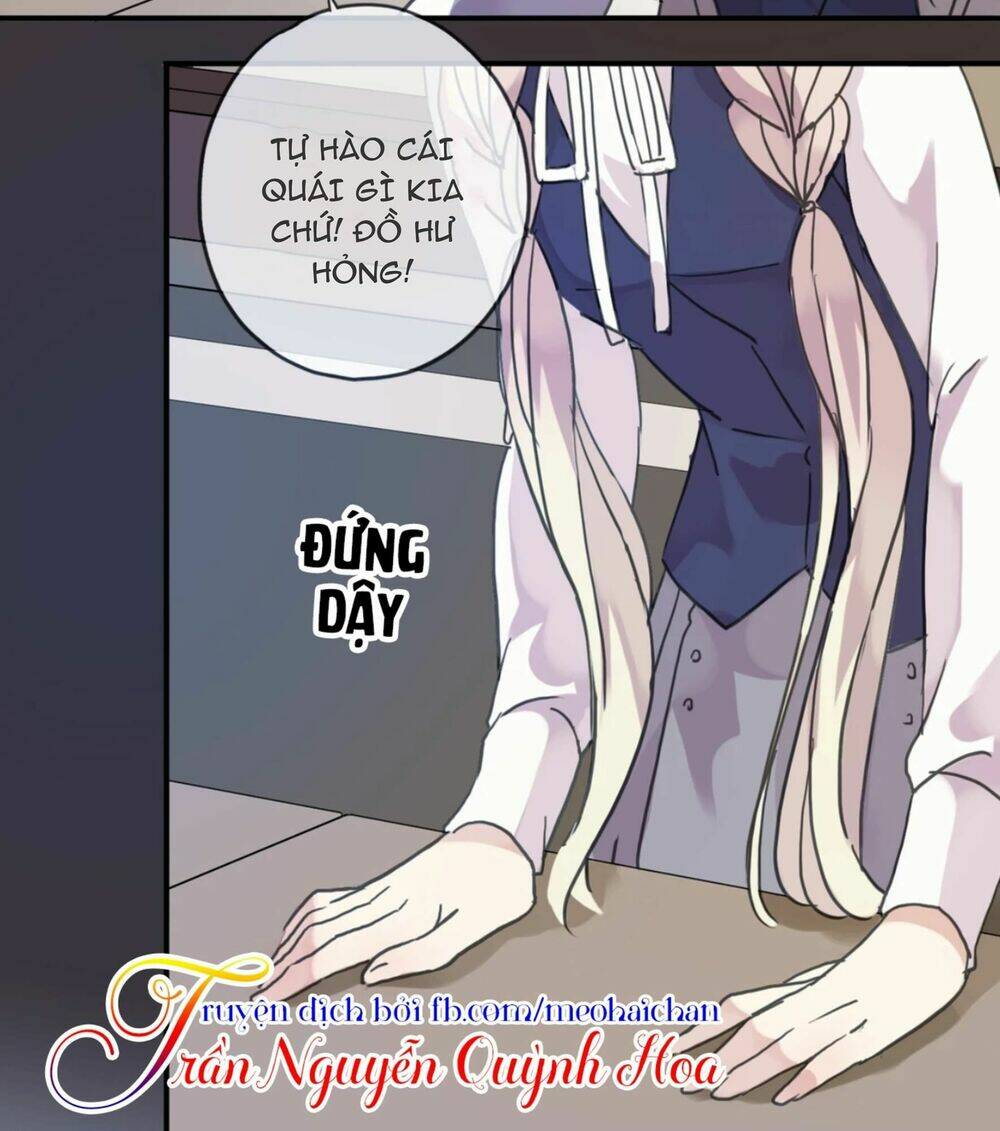 TỰ HÀO CÁI
QUÁI GÌ KIA
CHỨ! ĐỒ HƯ
HỎNG!
ĐỨNG
DẬY
Truyện dịch bởi fb.com/meohaichan
Trần Nguyễn Quỳnh Hoa